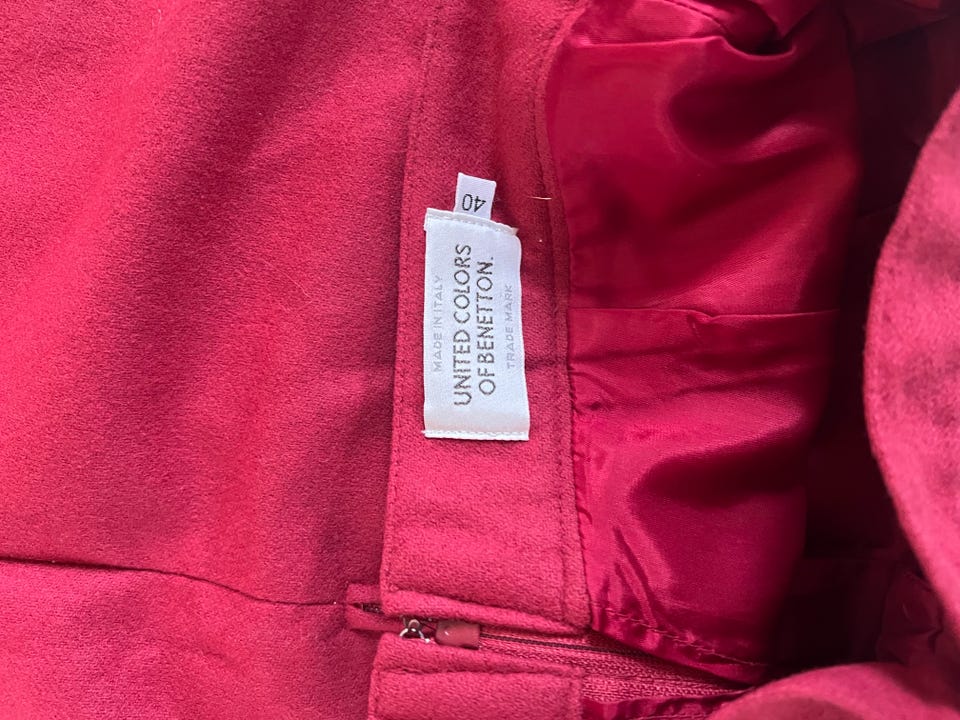 40
MADE IN ITALY
UNITED COLORS
OF BENETTON.
TRADE MARK